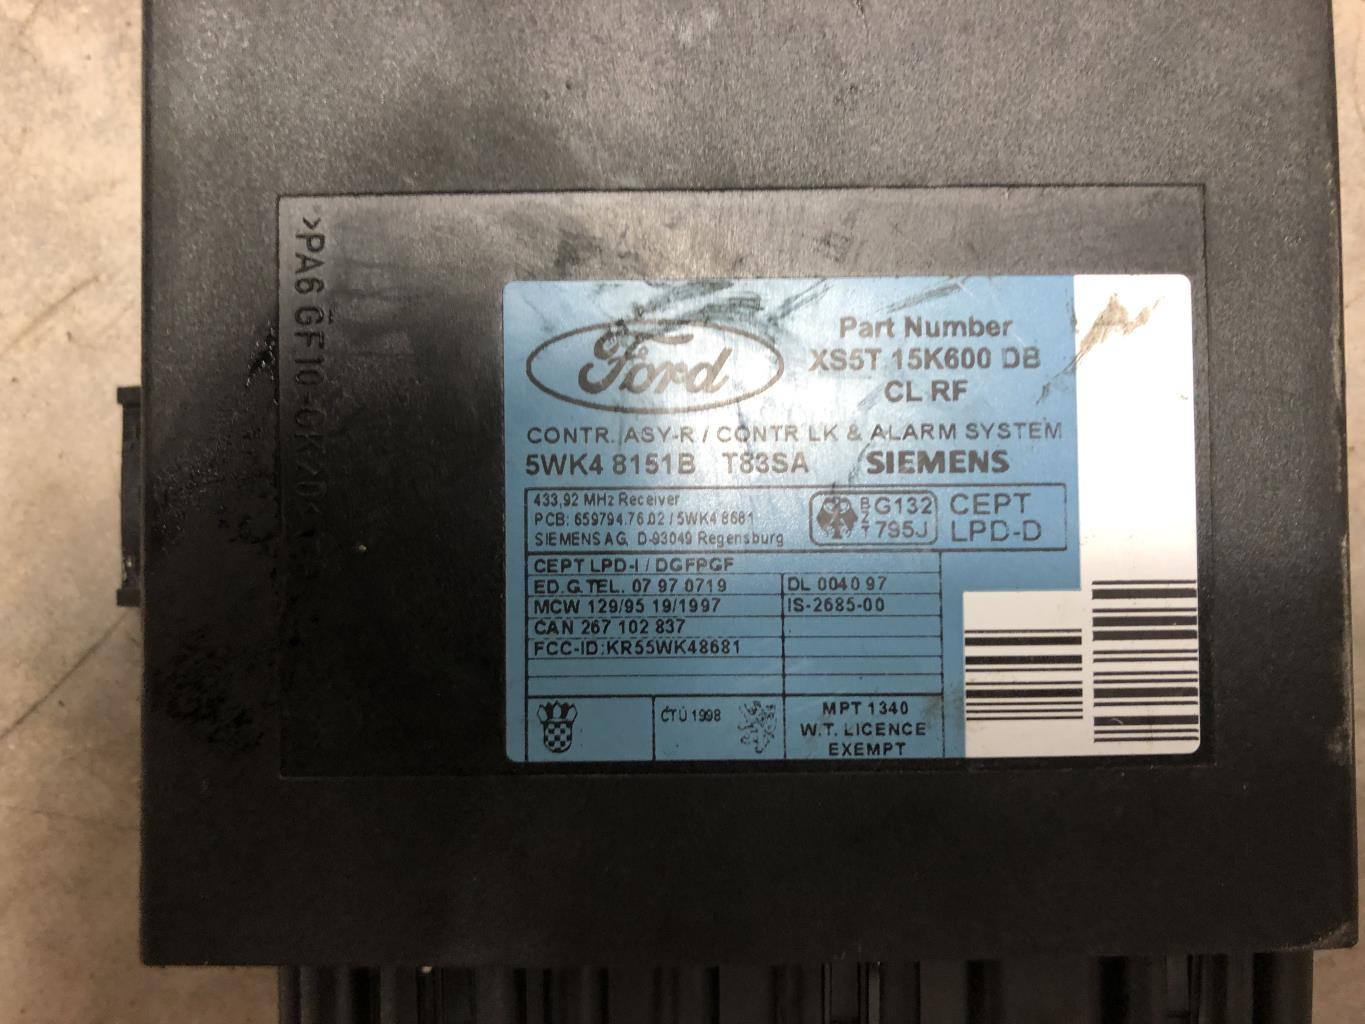 >PA6 GF10-
Ford
Part Number
XS5T 15K600 DB
CL RF
CONTR. ASY-R / CONTR LK & ALARM SYSTEM
5WK4 8151B T83SA SIEMENS
433,92 MHz Receiver
PCB: 659794.76.02 / 5WK4 8681
SIEMENS AG, D-93049 Regensburg
BZT
G132
795J
CEPT
LPD-D
CEPT LPD-I / DGFPGF
ED.G.TEL. 07 97 0719
DL 0040 97
MCW 129/95 19/1997
IS-2685-00
CAN 267 102 837
FCC-ID:KR55WK48681
ČTÚ 1998
MPT 1340
W.T. LICENCE
EXEMPT